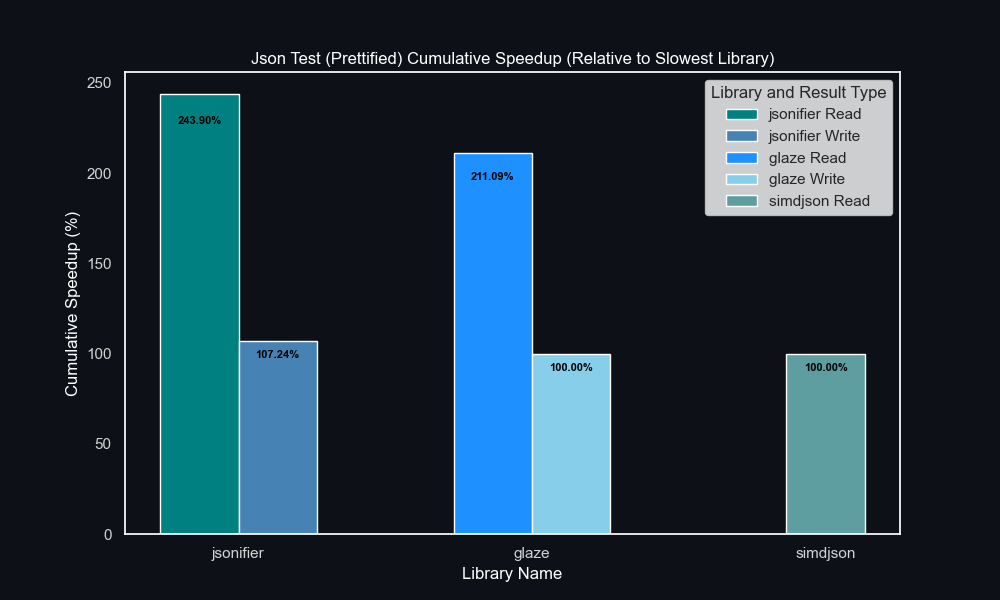 Json Test (Prettified) Cumulative Speedup (Relative to Slowest Library)
Cumulative Speedup (%)
250
200
150
100
50
0
243.90%
107.24%
211.09%
100.00%
100.00%
Library and Result Type
jsonifier Read
jsonifier Write
glaze Read
glaze Write
simdjson Read
jsonifier
glaze
simdjson
Library Name